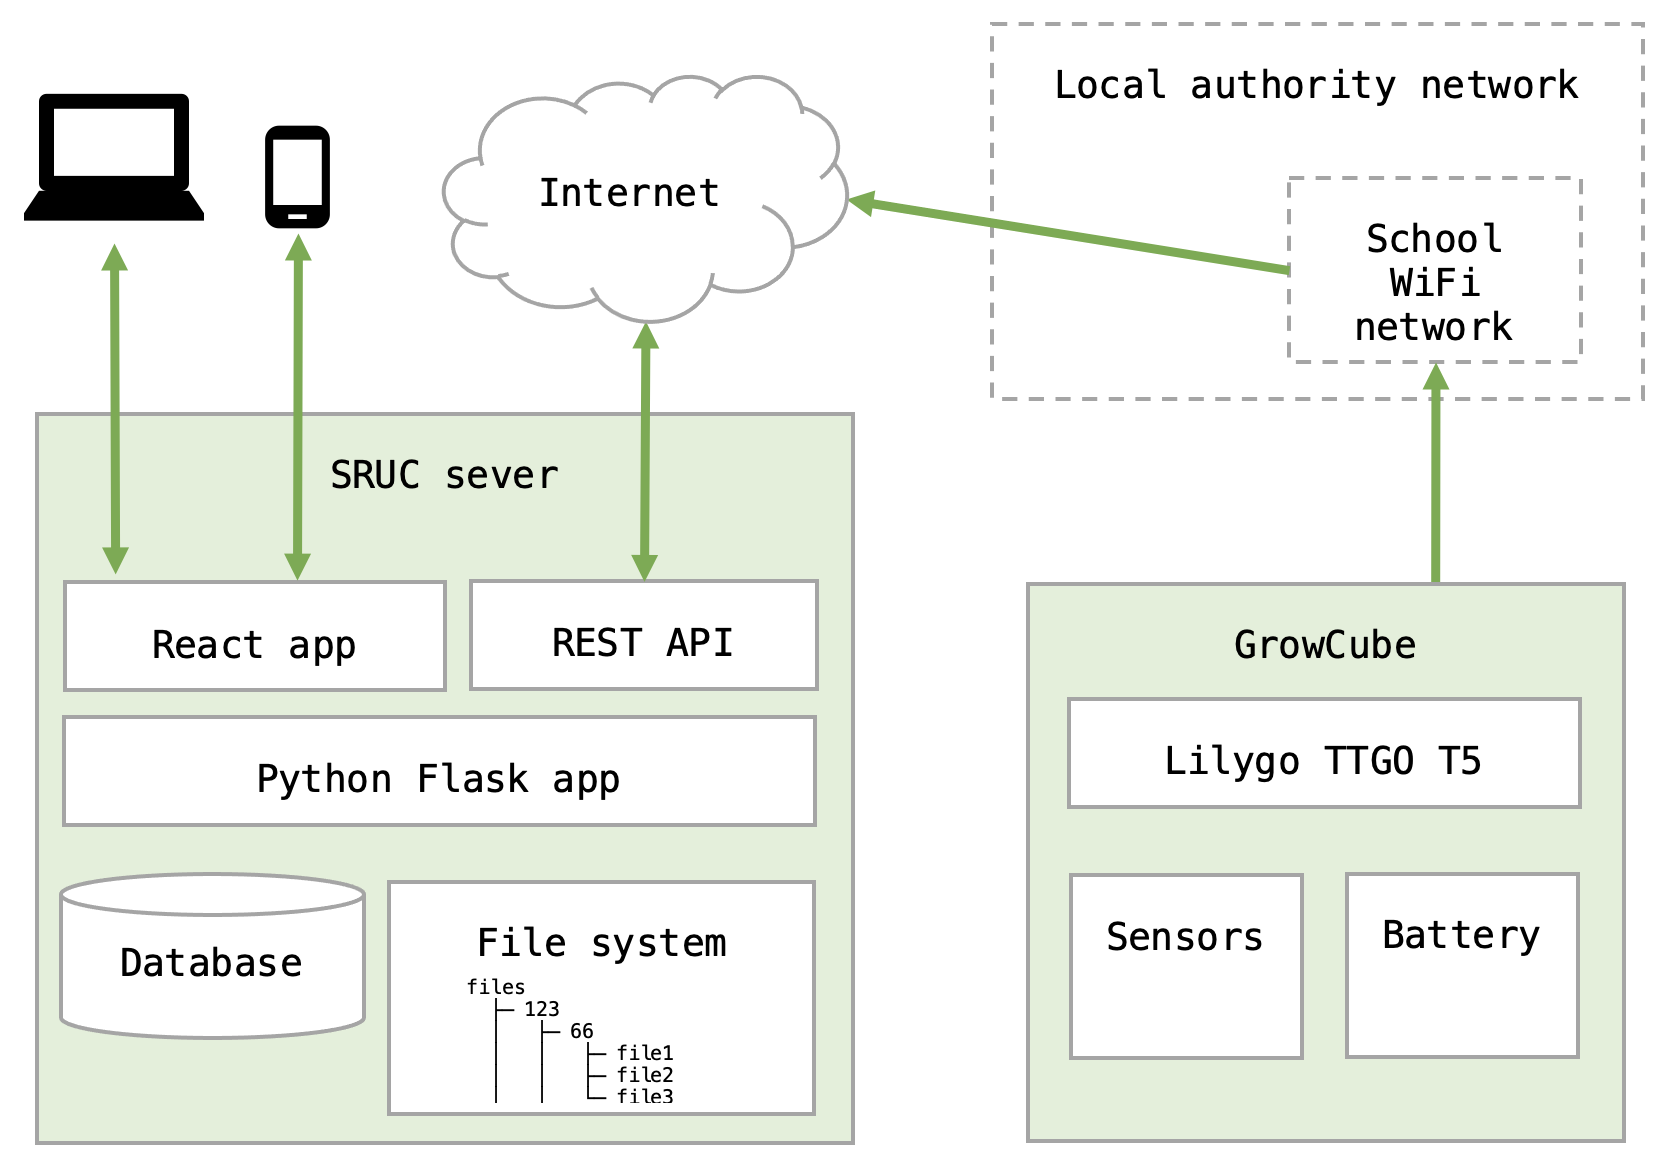 Local authority network
Internet
School
WiFi
network
SRUC sever
React app
REST API
Python Flask app
Database
File system
files
123
66
file1
file2
file3
GrowCube
Lilygo TTGO T5
Sensors
Battery